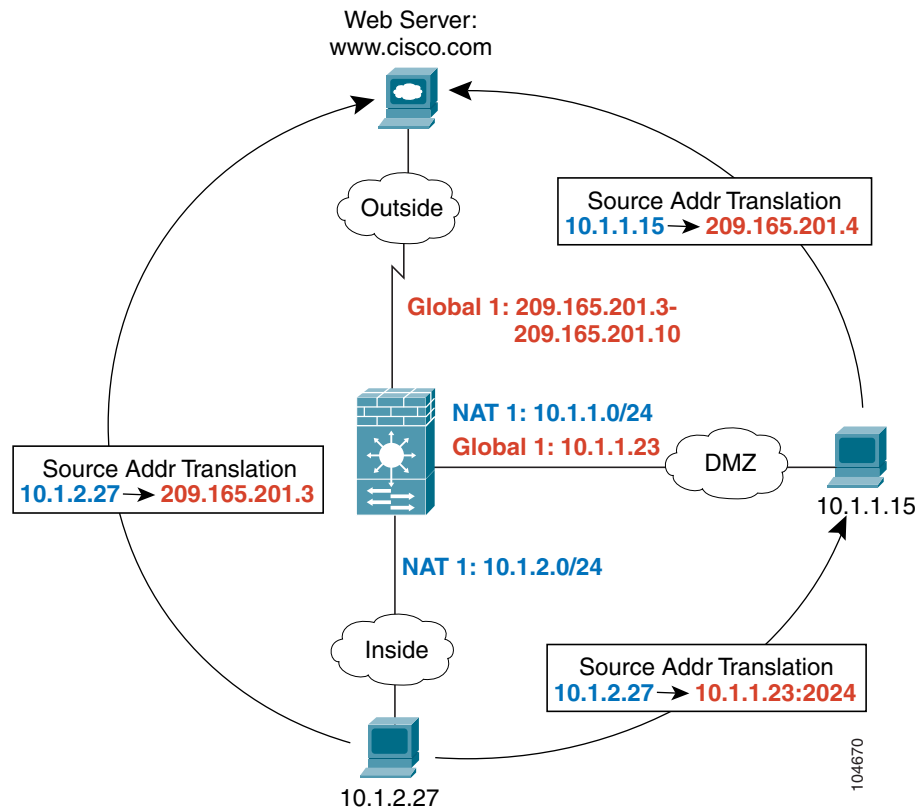 Web Server:
www.cisco.com
Outside
Source Addr Translation
10.1.1.15 → 209.165.201.4
Global 1: 209.165.201.3-
209.165.201.10
NAT 1: 10.1.1.0/24
Global 1: 10.1.1.23
DMZ
10.1.1.15
Source Addr Translation
10.1.2.27 → 209.165.201.3
NAT 1: 10.1.2.0/24
Inside
Source Addr Translation
10.1.2.27 → 10.1.1.23:2024
10.1.2.27
104670